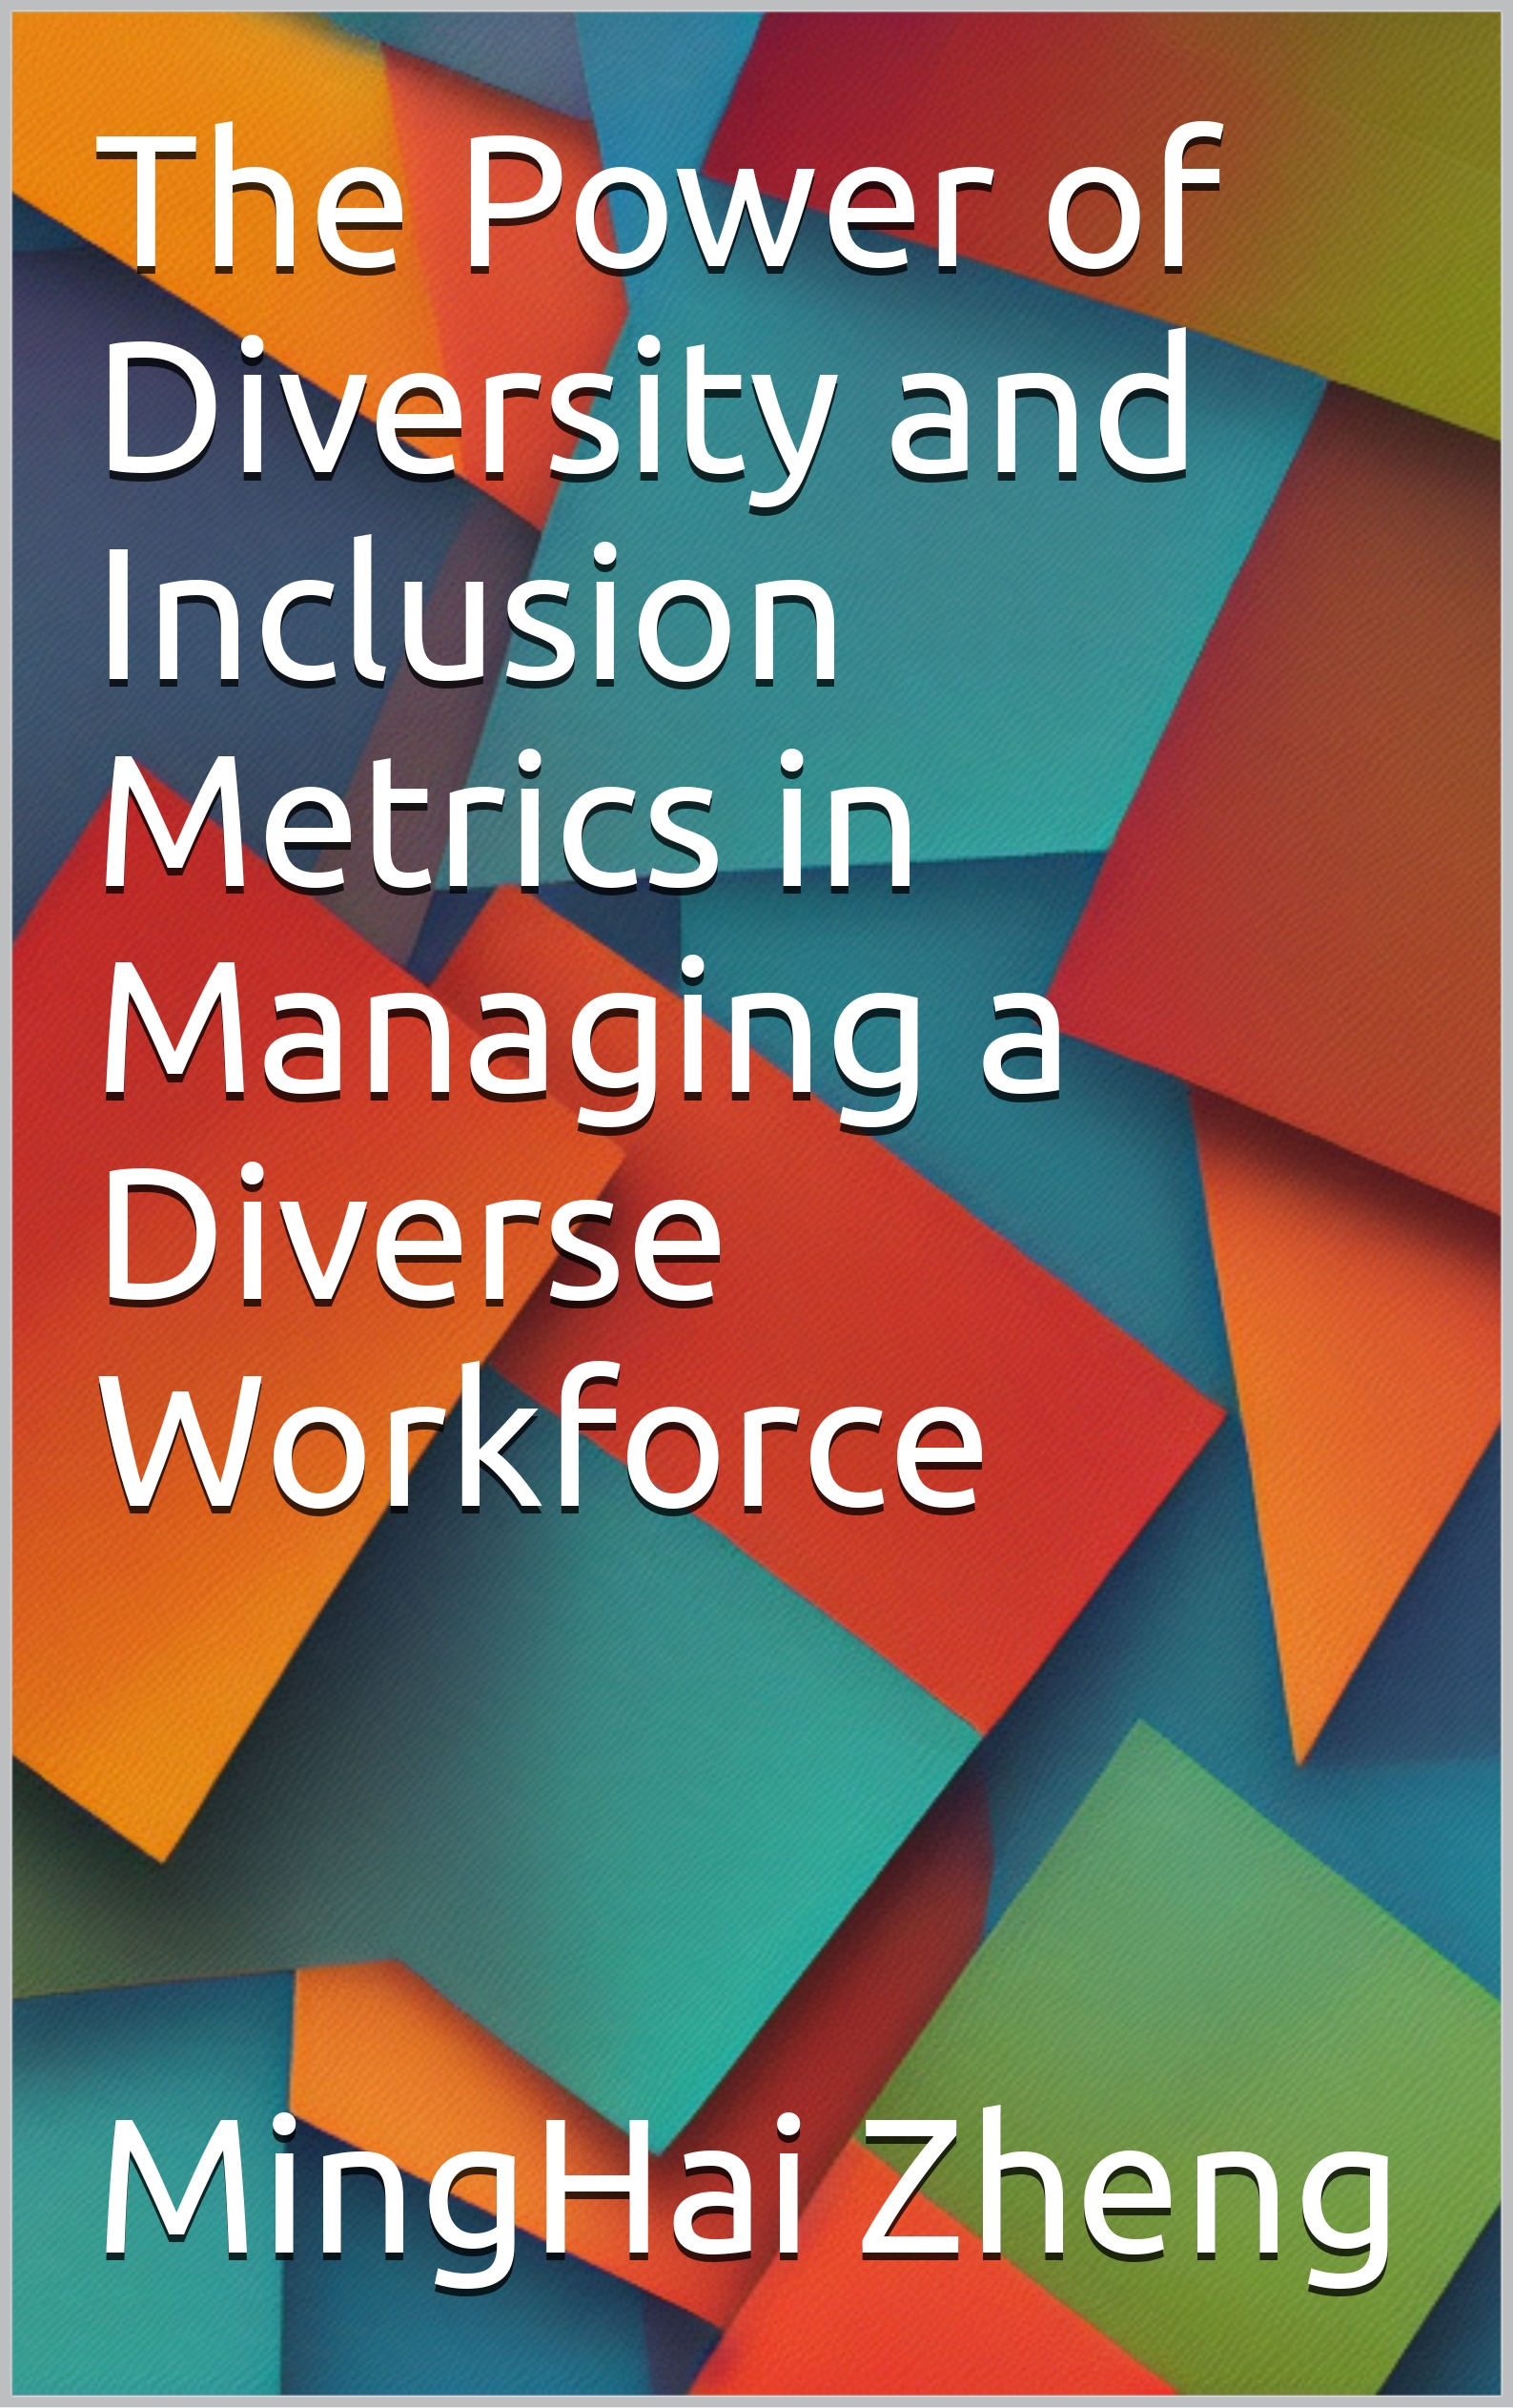 The Power of
Diversity and
Inclusion
Metrics in
Managing a
Diverse
Workforce
MingHai Zheng